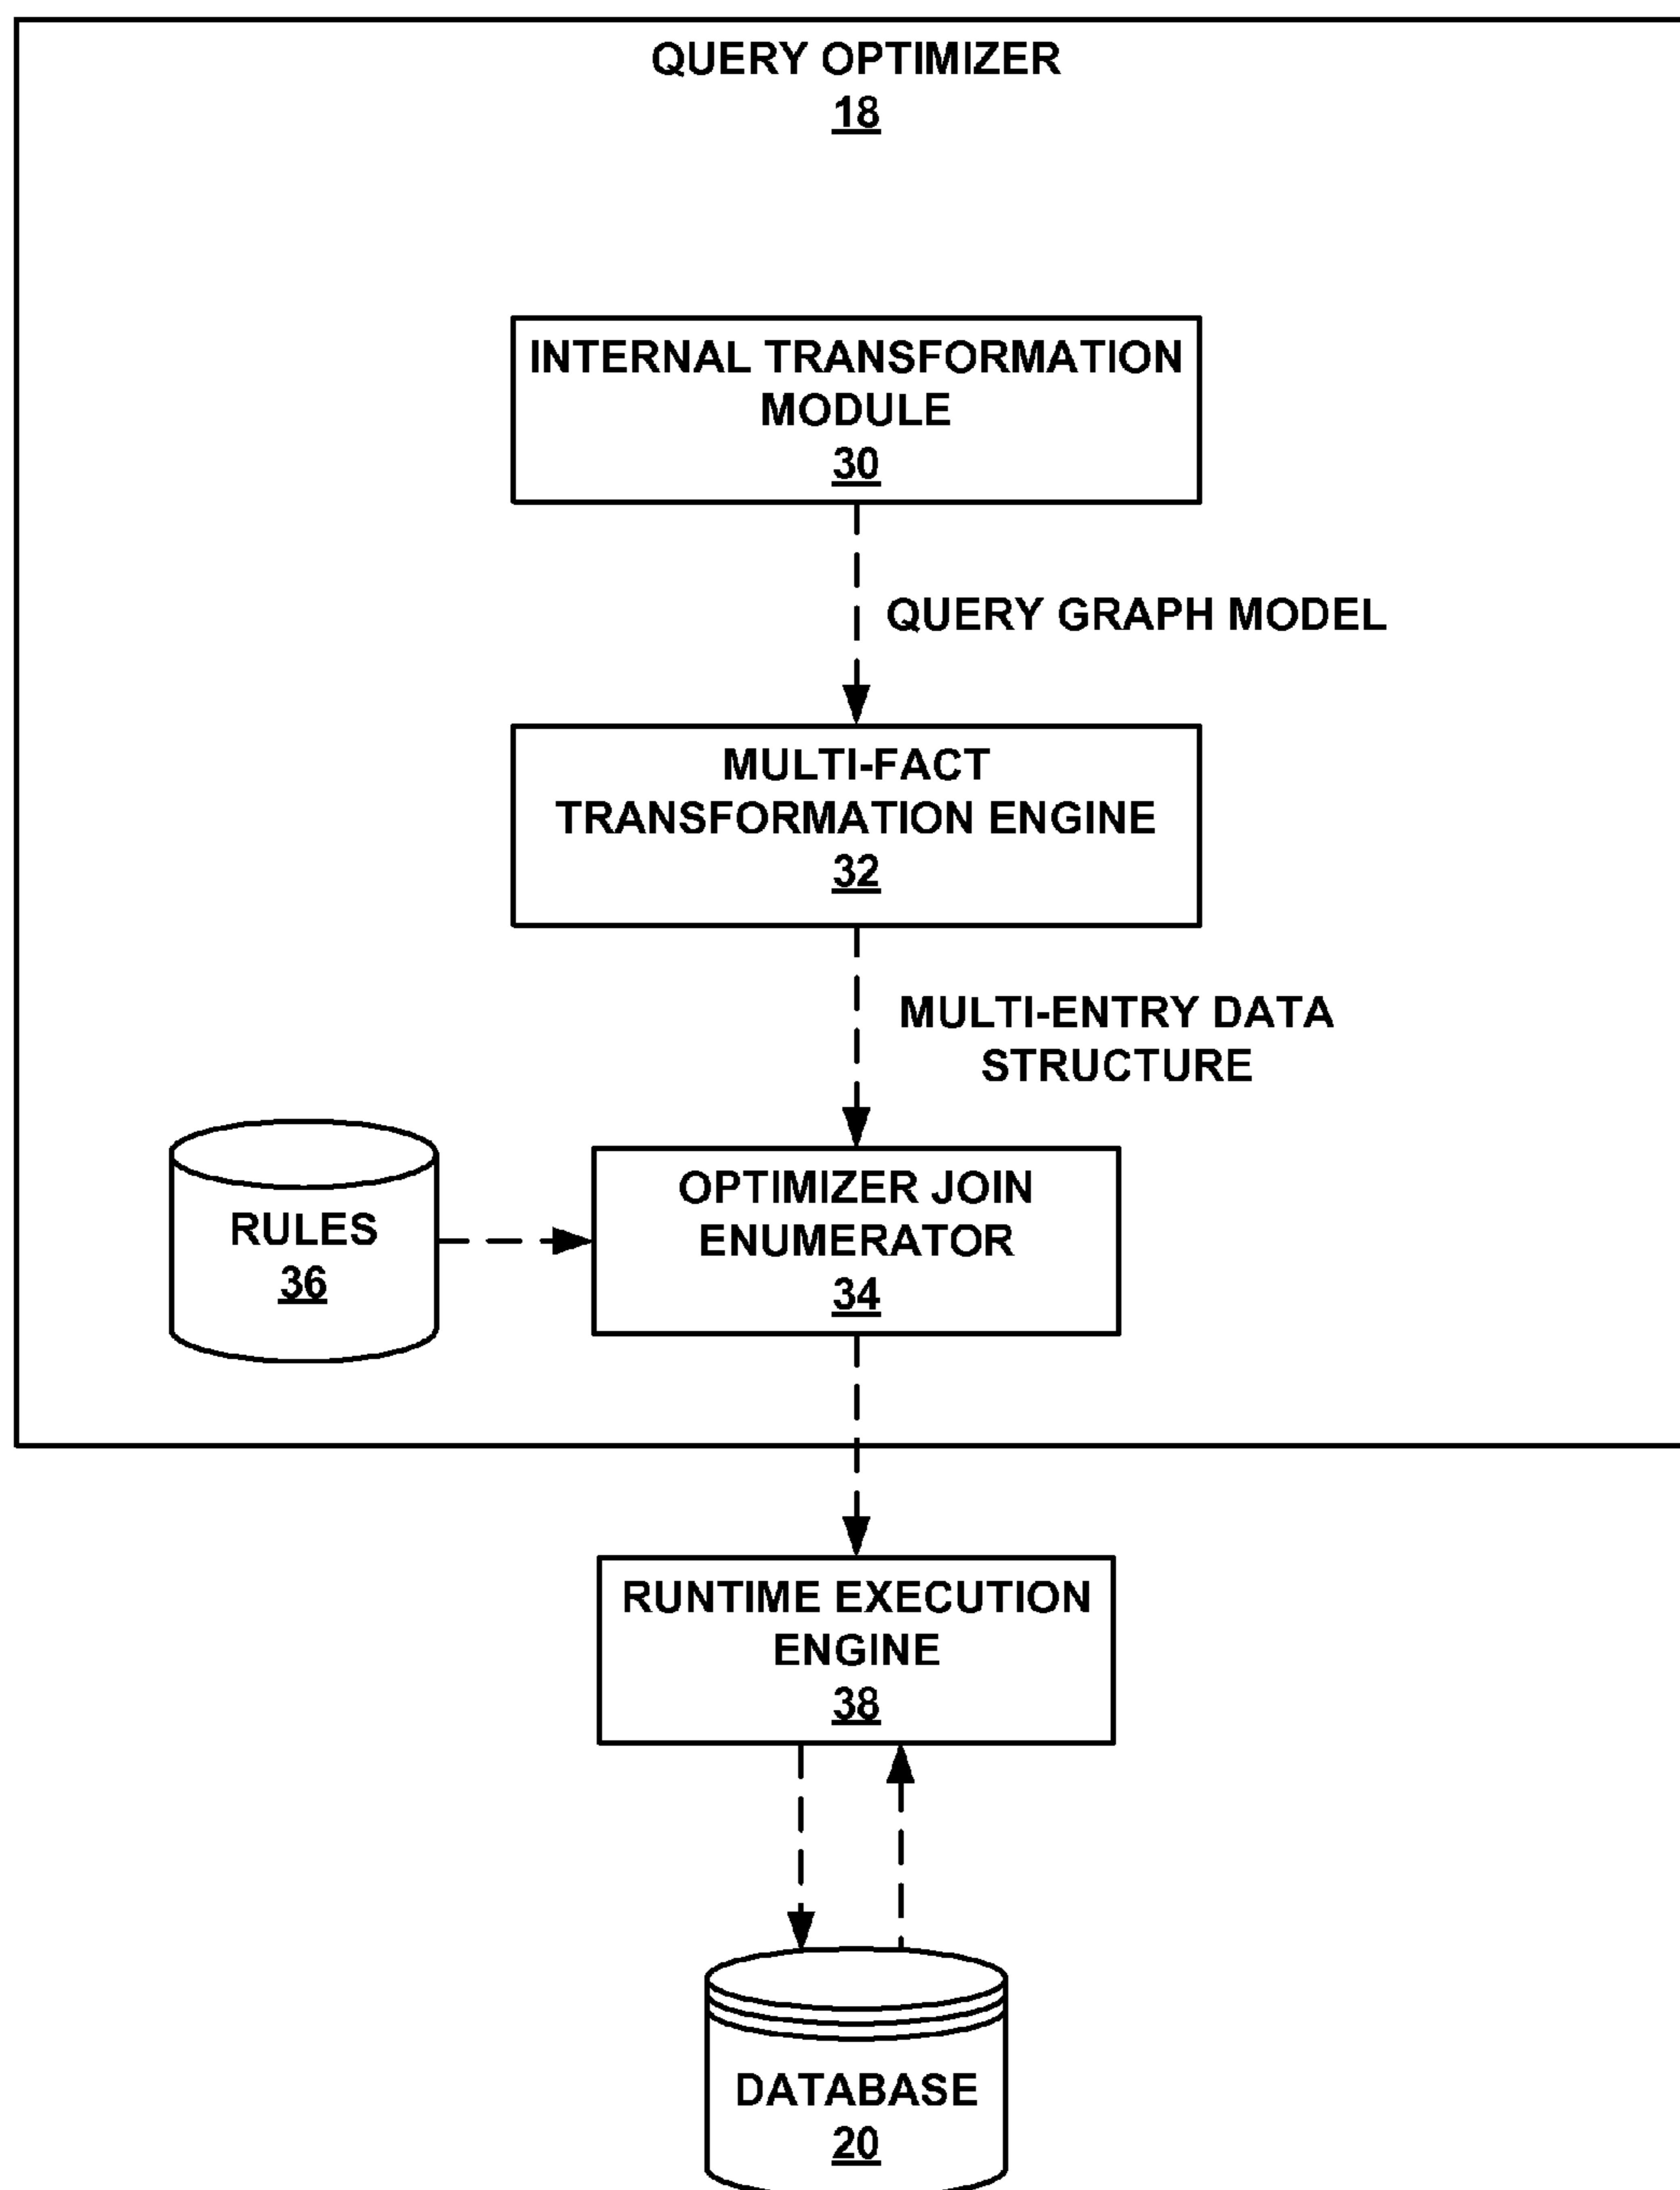 QUERY OPTIMIZER
18
INTERNAL TRANSFORMATION
MODULE
30
QUERY GRAPH MODEL
MULTI-FACT
TRANSFORMATION ENGINE
32
MULTI-ENTRY DATA
STRUCTURE
RULES
36
OPTIMIZER JOIN
ENUMERATOR
34
RUNTIME EXECUTION
ENGINE
38
DATABASE
20